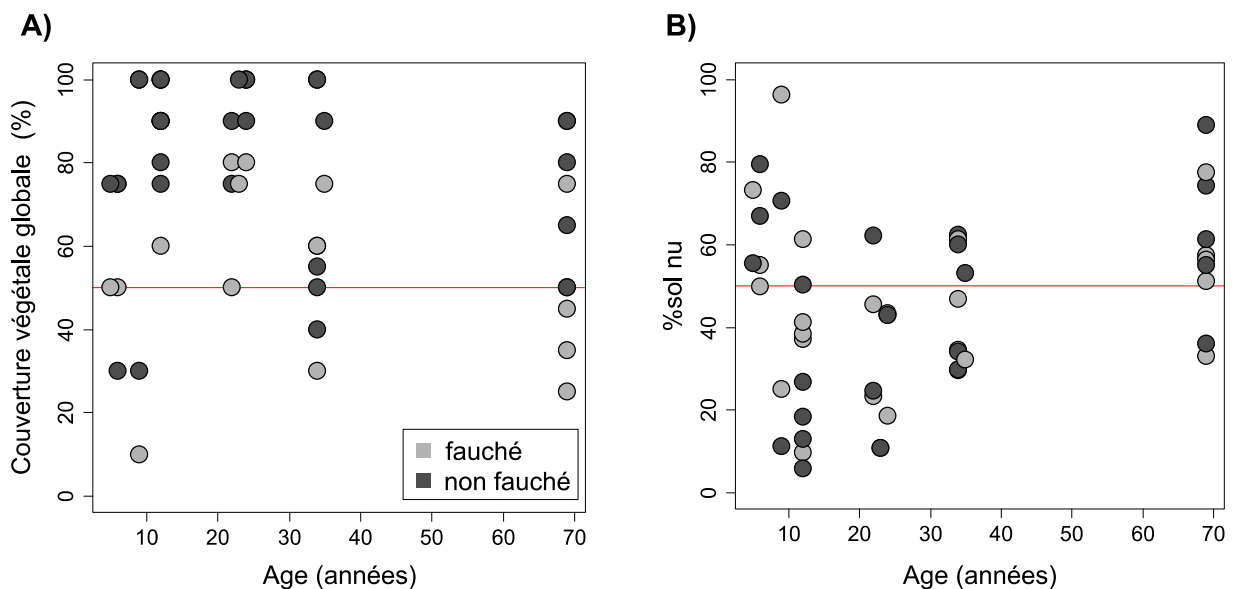 A)
Couverture végétale globale (%)
100
80
60
40
20
0
10 20 30 40 50 60 70
Age (années)
fauché
non fauché
B)
%sol nu
100
80
60
40
20
0
10 20 30 40 50 60 70
Age (années)